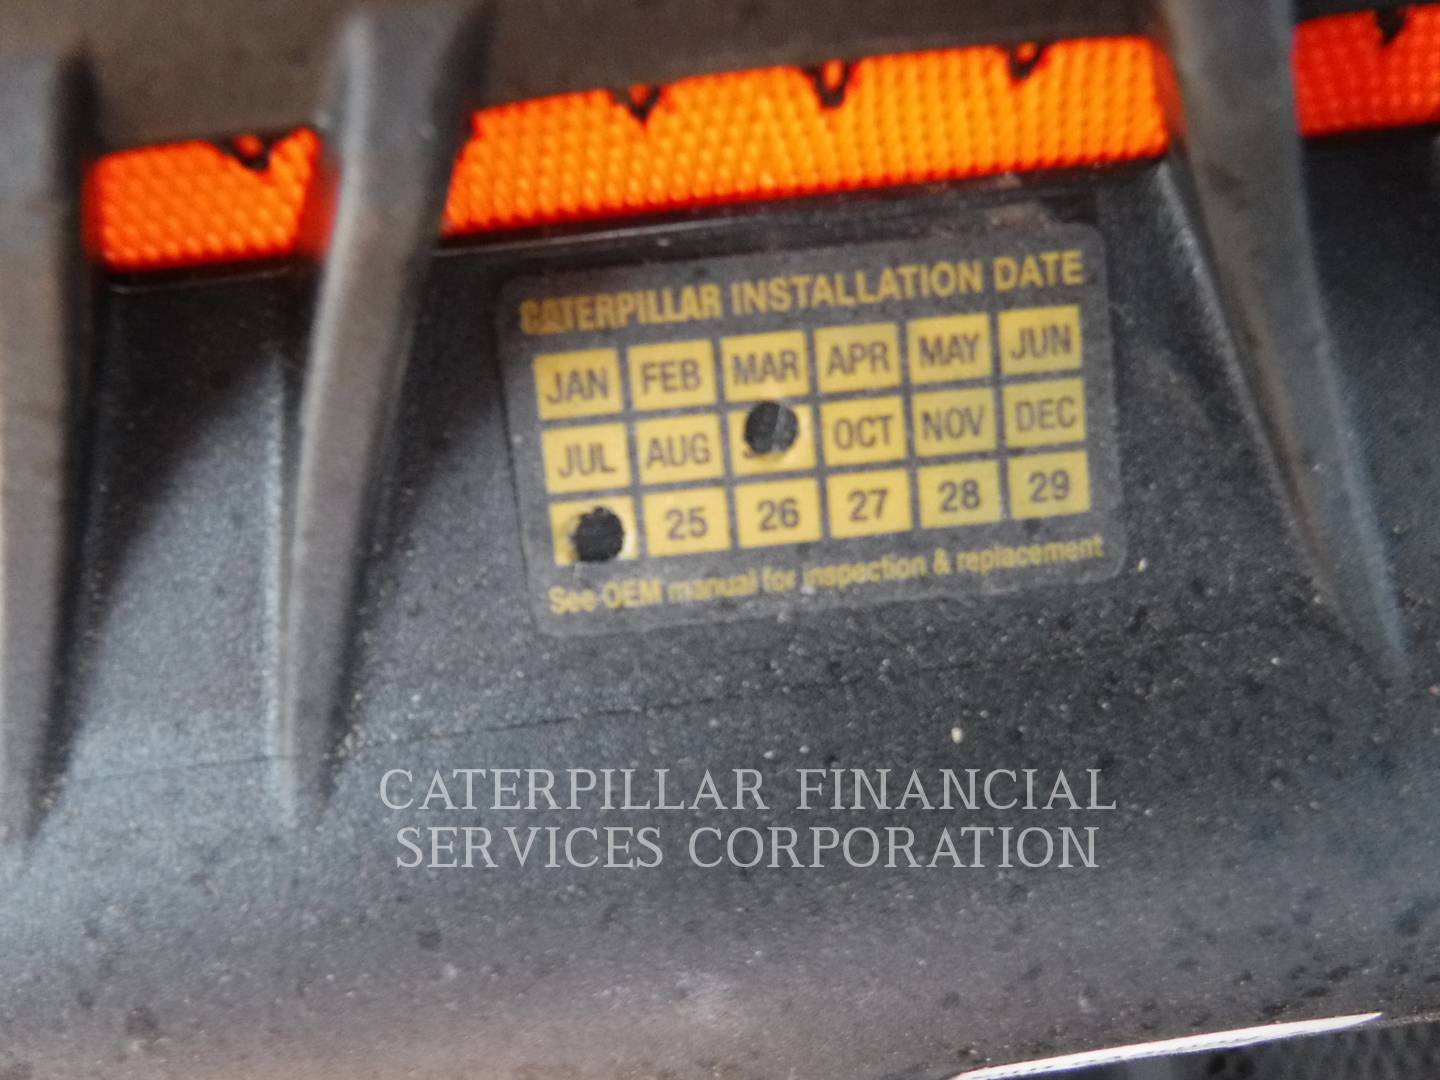 CATERPILLAR INSTALLATION DATE
JAN FEB MAR APR MAY JUN
JUL AUG OCT NOV DEC
25 26 27 28 29
See OEM manual for inspection & replacement
CATERPILLAR FINANCIAL
SERVICES CORPORATION